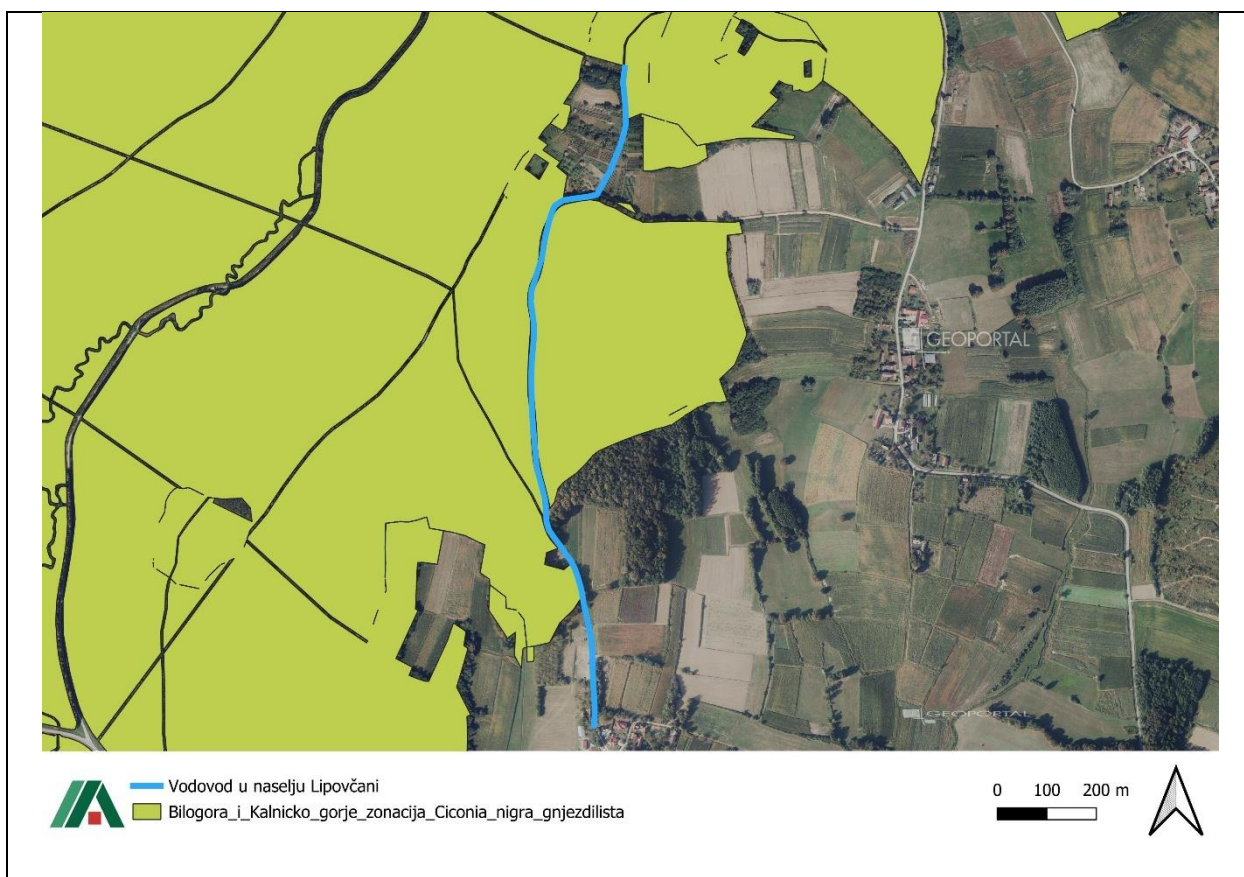 GEOPORTAL
GEOPORTAL
Vodovod u naselju Lipovčani
Bilogora_i_Kalnicko_gorje_zonacija_Ciconia_nigra_gnjezdilista
0 100 200 m